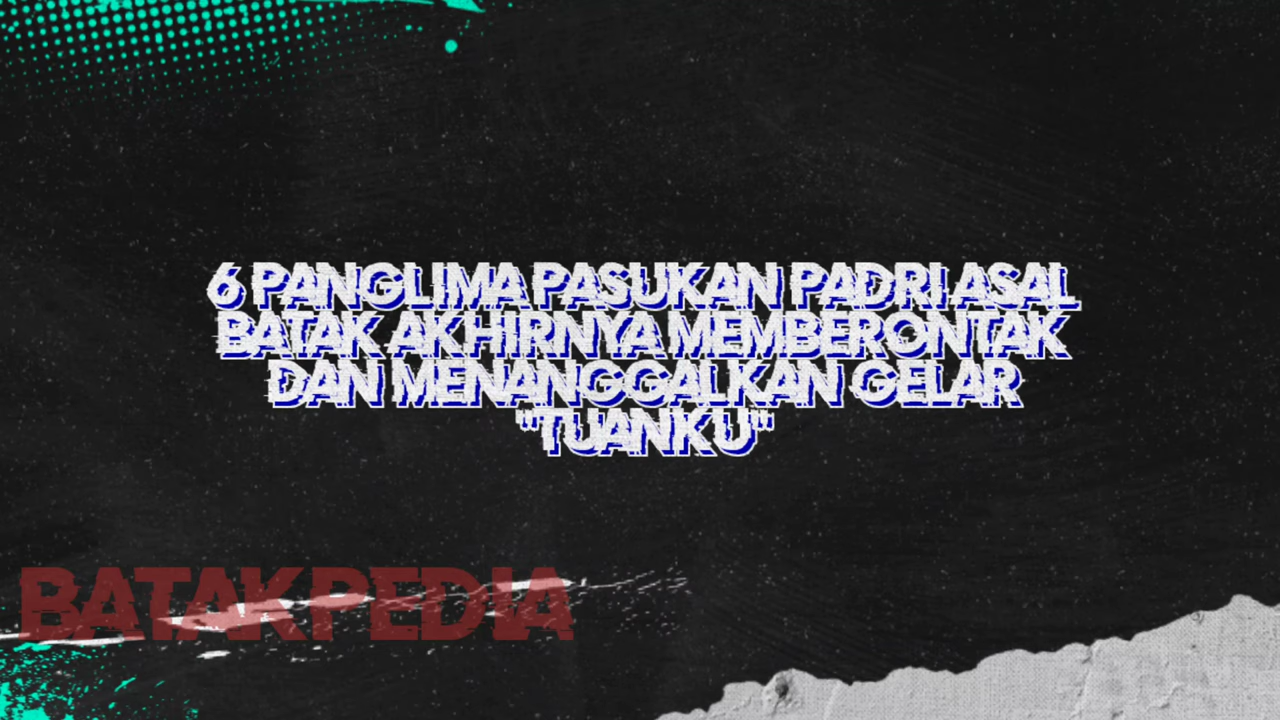 6 PANGLIMA PASUKAN PADRI ASAL
BATAK AKHIRNYA MEMBERONTAK
DAN MENANGGALKAN GELAR
"TUANKU"
BATAKPEDIA